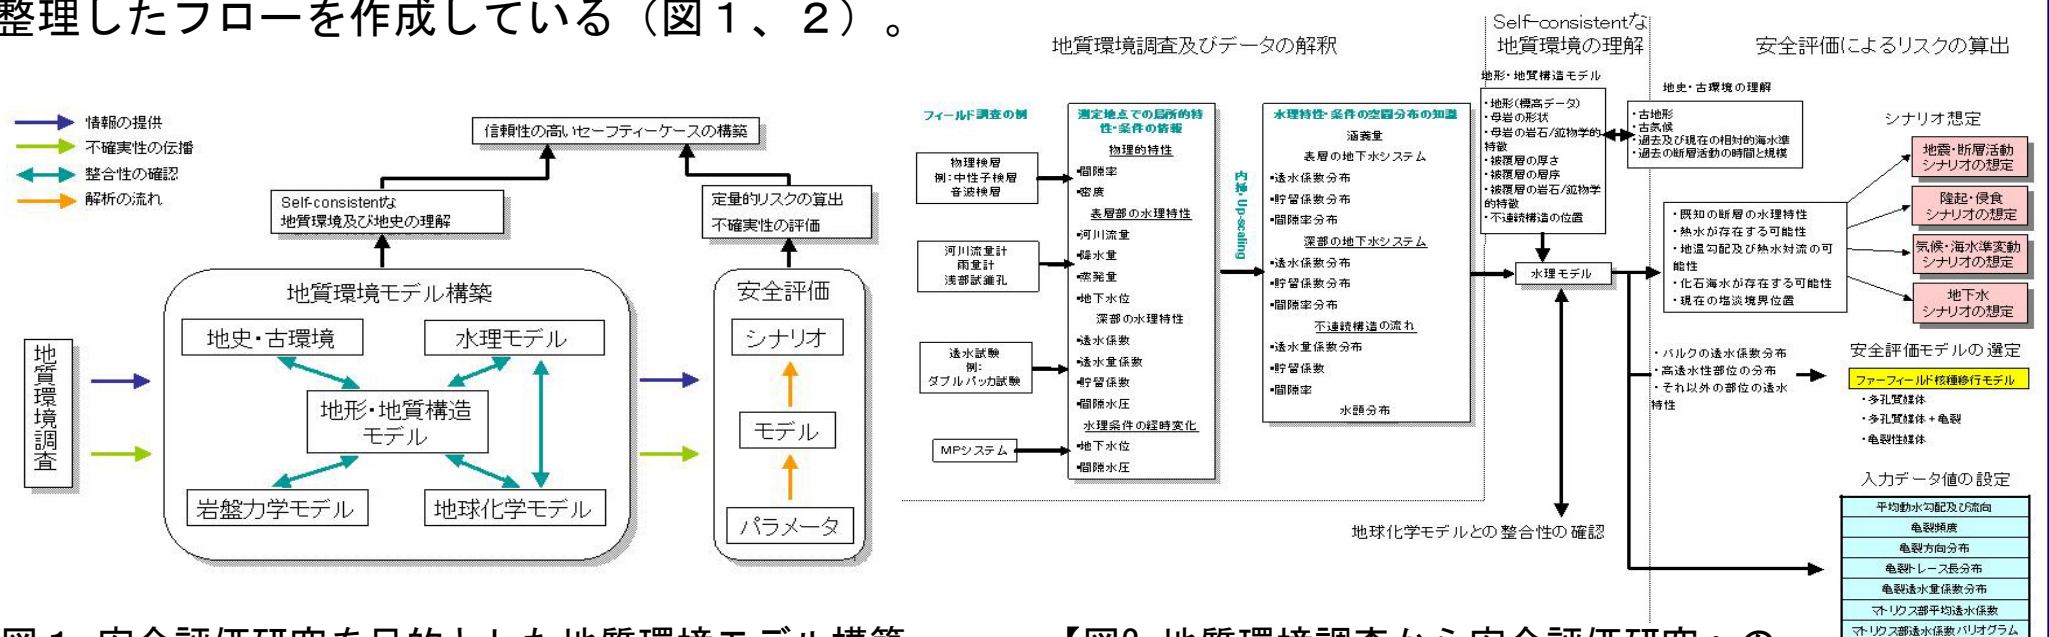 整理したフローを作成している（図１、２）。
情報の提供
不確実性の伝播
整合性の確認
解析の流れ
信頼性の高いセーフティーケースの構築
Self-consistentな
地質環境及び地史の理解
定量的リスクの算出
不確実性の評価
地質環境モデル構築
地史・古環境
水理モデル
地形・地質構造
モデル
岩盤力学モデル
地球化学モデル
地質環境調査
安全評価
シナリオ
モデル
パラメータ
地質環境調査及びデータの解釈
Self-consistentな
地質環境の理解
安全評価によるリスクの算出
フィールド調査の例
物理検層
例:中性子検層
音波検層
河川流量計
雨量計
浅部試錐孔
透水試験
例:
ダブルパッカ試験
MPシステム
測定地点での局所的特
性・条件の情報
物理的特性
・間隙率
・密度
表層部の水理特性
・河川流量
・降水量
・蒸発量
・地下水位
深部の水理特性
・透水係数
・透水量係数
・貯留係数
・間隙水圧
水理条件の経時変化
・地下水位
・間隙水圧
内挿・Up-scaling
水理特性・条件の空間分布の知識
涵養量
表層の地下水システム
・透水係数分布
・貯留係数分布
・間隙率分布
深部の地下水システム
・透水係数分布
・貯留係数分布
・間隙率分布
不連続構造の流れ
・透水量係数分布
・貯留係数
・間隙率
水頭分布
地形・地質構造モデル
・地形(標高データ)
・母岩の形状
・母岩の岩石/鉱物学的
特徴
・被覆層の厚さ
・被覆層の層序
・被覆層の岩石/鉱物学
的特徴
・不連続構造の位置
水理モデル
地球化学モデルとの整合性の確認
地史・古環境の理解
・古地形
・古気候
・過去及び現在の相対的海水準
・過去の断層活動の時間と規模
・既知の断層の水理特性
・熱水が存在する可能性
・地温勾配及び熱水対流の可
能性
・化石海水が存在する可能性
・現在の塩淡境界位置
シナリオ想定
地震・断層活動
シナリオの想定
隆起・侵食
シナリオの想定
気候・海水準変動
シナリオの想定
地下水
シナリオの想定
・バルクの透水係数分布
・高透水性部位の分布
・それ以外の部位の透水
特性
安全評価モデルの選定
ファーフィールド核種移行モデル
・多孔質媒体
・多孔質媒体＋亀裂
・亀裂性媒体
入力データ値の設定
平均動水勾配及び流向
亀裂頻度
亀裂方向分布
亀裂トレース長分布
亀裂透水量係数分布
マトリクス部平均透水係数
マトリクス部透水係数バリオグラム
図１ 安全評価研究を目的とした地質環境モデル構築
【図2 地質環境調査から安全評価研究への